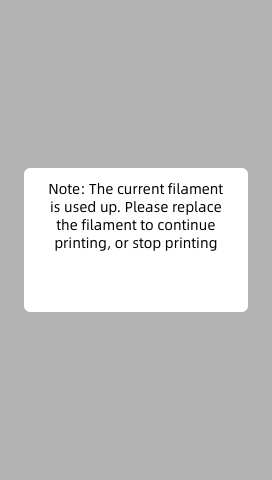 Note: The current filament
is used up. Please replace
the filament to continue
printing, or stop printing